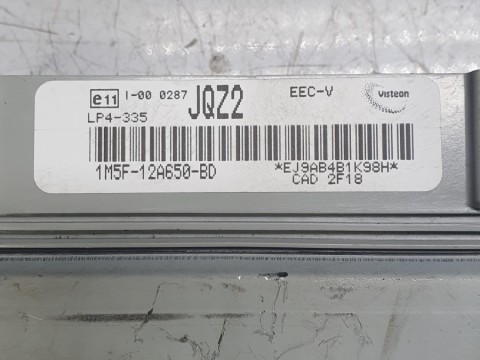 e11 I-00 0287 JQZ2 EEC-V Visteon
LP4-335
1M5F-12A650-BD *EJ9AB4B1K98H*
CAD 2F18